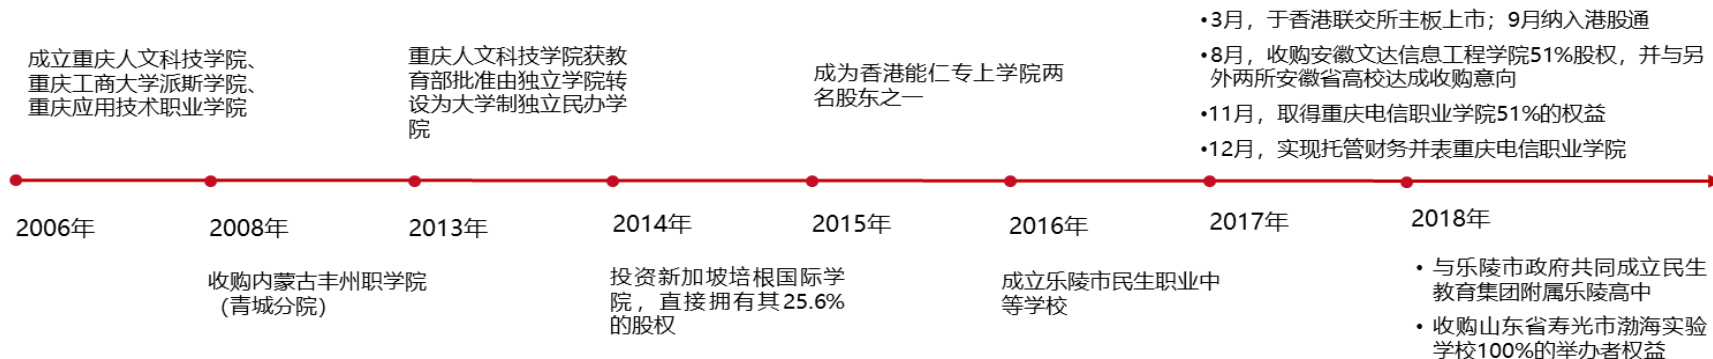 成立重庆人文科技学院、
重庆工商大学派斯学院、
重庆应用技术职业学院
重庆人文科技学院获教
育部批准由独立学院转
设为大学制独立民办学
院
成为香港能仁专上学院两
名股东之一
•3月，于香港联交所主板上市；9月纳入港股通
•8月，收购安徽文达信息工程学院51%股权，并与另
外两所安徽省高校达成收购意向
•11月，取得重庆电信职业学院51%的权益
•12月，实现托管财务并表重庆电信职业学院
2006年
2008年
2013年
2014年
2015年
2016年
2017年
2018年
收购内蒙古丰州职学院
（青城分院）
投资新加坡培根国际学
院，直接拥有其25.6%
的股权
成立乐陵市民生职业中
等学校
• 与乐陵市政府共同成立民生
教育集团附属乐陵高中
• 收购山东省寿光市渤海实验
学校100%的举办者权益